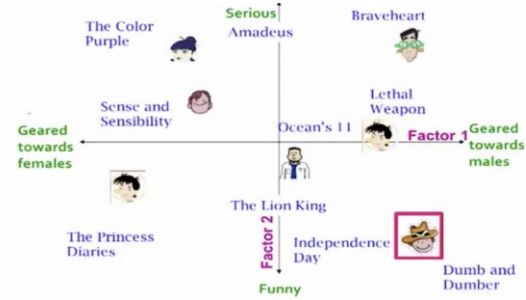 Serious
Amadeus
Braveheart
The Color
Purple
Lethal
Weapon
Sense and
Sensibility
Ocean's 11
Geared
towards
females
Factor 1
Geared
towards
males
The Lion King
The Princess
Diaries
Factor 2
Independence
Day
Dumb and
Dumber
Funny